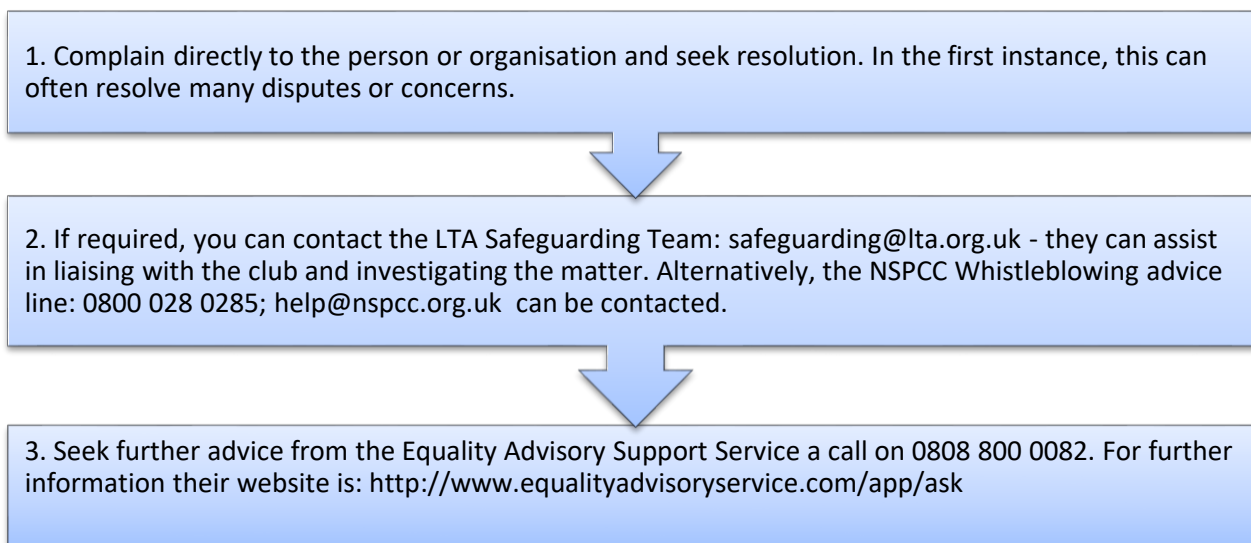 1. Complain directly to the person or organisation and seek resolution. In the first instance, this can
often resolve many disputes or concerns.
2. If required, you can contact the LTA Safeguarding Team: safeguarding@lta.org.uk - they can assist
in liaising with the club and investigating the matter. Alternatively, the NSPCC Whistleblowing advice
line: 0800 028 0285; help@nspcc.org.uk can be contacted.
3. Seek further advice from the Equality Advisory Support Service a call on 0808 800 0082. For further
information their website is: http://www.equalityadvisoryservice.com/app/ask